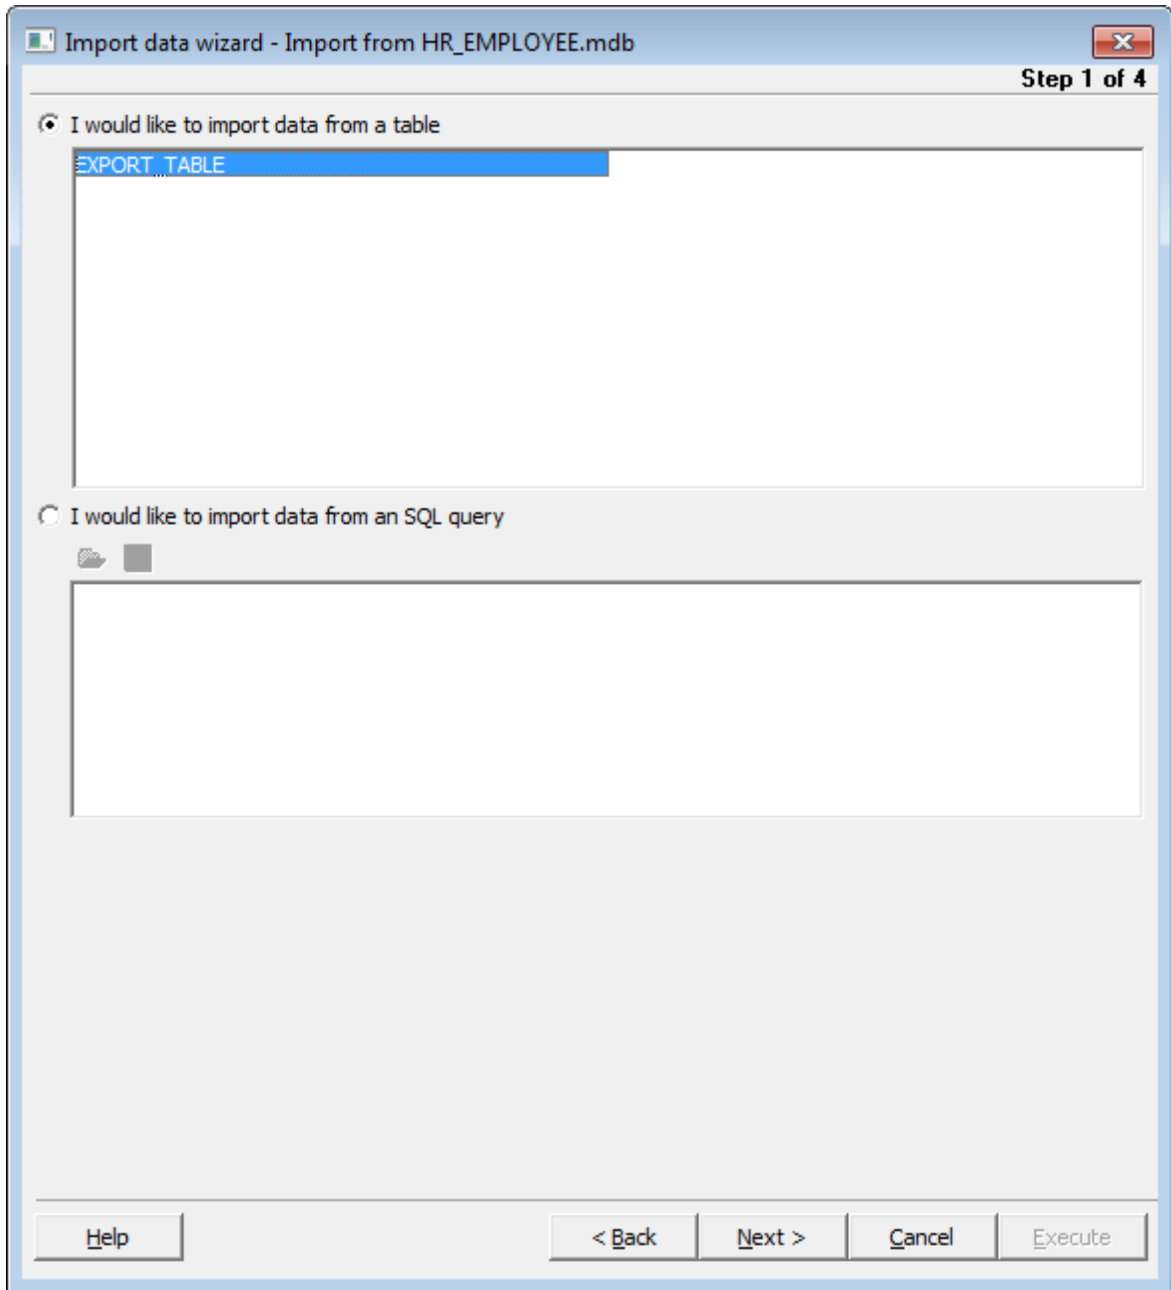 Import data wizard - Import from HR_EMPLOYEE.mdb
Step 1 of 4
I would like to import data from a table
EXPORT_TABLE
I would like to import data from an SQL query
Help
< Back
Next >
Cancel
Execute